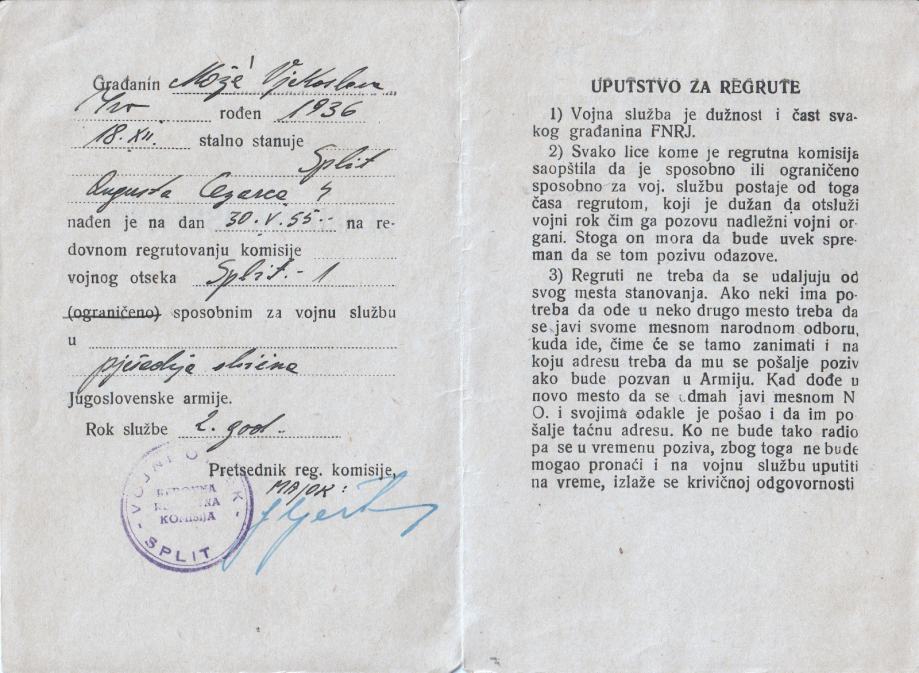 Građanin Možé Vjekoslava
Ivo rođen 1936
18.XII. stalno stanuje
Split
Augusta Cezarca 4
nađen je na dan 30.V.55.- na re-
dovnom regrutovanju komisije
vojnog otseka Split-1
(ograničeno) sposobnim za vojnu službu
u
pješadija obična
Jugoslovenske armije.
Rok službe 2. god.-
Pretsednik reg. komisije,
MAJOR:
VOJNI OTSEK
REDOVNA
REGRUTNA
KOMISIJA
- SPLIT -
UPUTSTVO ZA REGRUTE
1) Vojna služba je dužnost i čast sva-
kog građanina FNRJ.
2) Svako lice kome je regrutna komisija
saopštila da je sposobno ili ograničeno
sposobno za voj. službu postaje od toga
časa regrutom, koji je dužan da otsluži
vojni rok čim ga pozovu nadležni vojni or-
gani. Stoga on mora da bude uvek spre-
man da se tom pozivu odazove.
3) Regruti ne treba da se udaljuju od
svog mesta stanovanja. Ako neki ima po-
treba da ode u neko drugo mesto treba da
se javi svome mesnom narodnom odboru,
kuda ide, čime će se tamo zanimati i na
koju adresu treba da mu se pošalje poziv
ako bude pozvan u Armiju. Kad dođe u
novo mesto da se odmah javi mesnom N
O. i svojima odakle je pošao i da im po
šalje tačnu adresu. Ko ne bude tako radio
pa se u vremenu poziva, zbog toga ne bude
mogao pronaći i na vojnu službu uputiti
na vreme, izlaže se krivičnoj odgovornosti